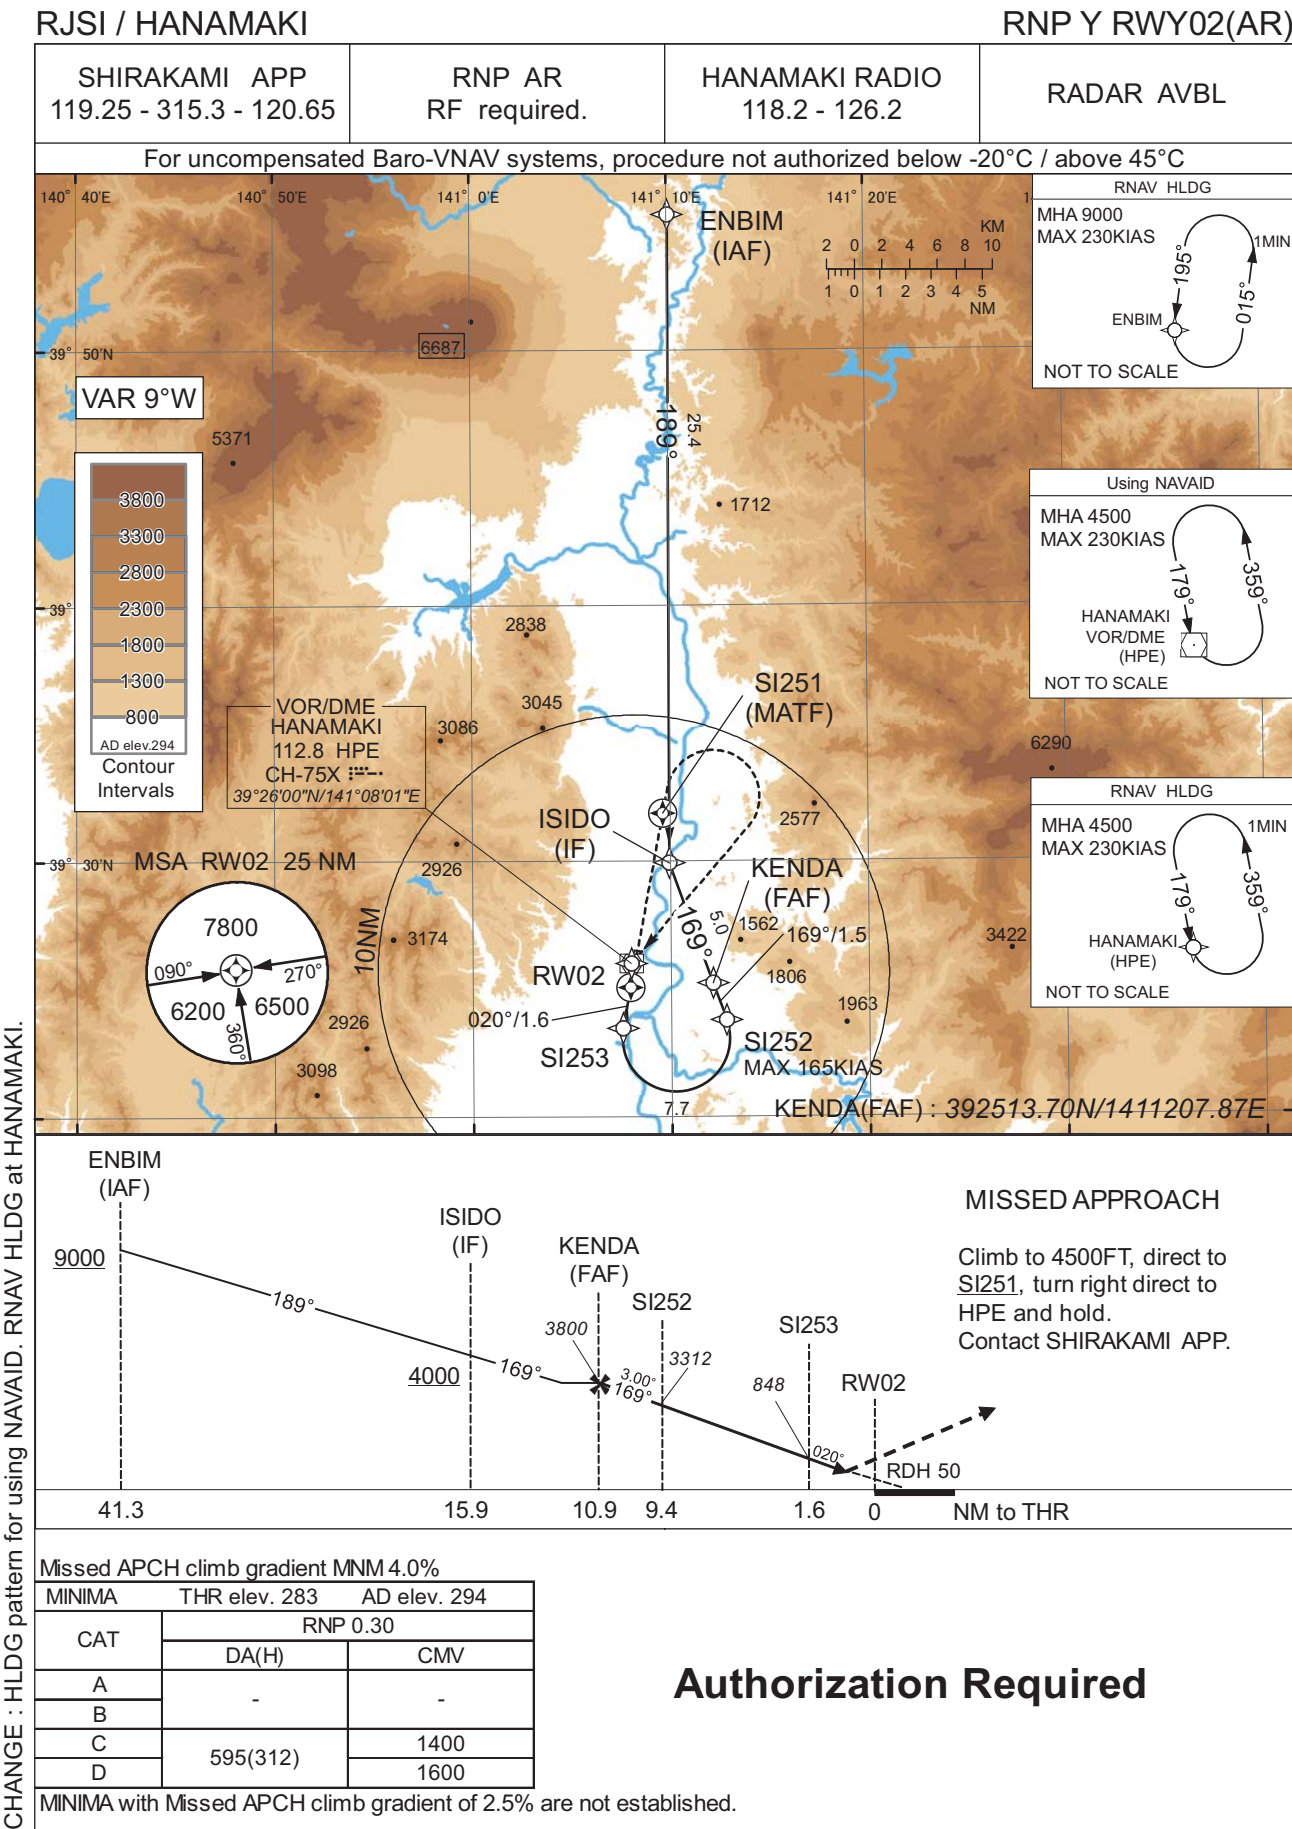 RJSI / HANAMAKI
RNP Y RWY02(AR)
SHIRAKAMI APP
119.25 - 315.3 - 120.65
RNP AR
RF required.
HANAMAKI RADIO
118.2 - 126.2
RADAR AVBL
For uncompensated Baro-VNAV systems, procedure not authorized below -20°C / above 45°C
140° 40'E
140° 50'E
141° 0'E
141° 10'E
141° 20'E
ENBIM
(IAF)
KM
2 0 2 4 6 8 10
1 0 1 2 3 4 5
NM
RNAV HLDG
MHA 9000
MAX 230KIAS
195°
015°
1MIN
ENBIM
NOT TO SCALE
39° 50'N
6687
VAR 9°W
5371
189°
25.4
1712
3800
3300
2800
2300
1800
1300
800
AD elev.294
Contour
Intervals
39°
Using NAVAID
MHA 4500
MAX 230KIAS
179°
359°
HANAMAKI
VOR/DME
(HPE)
NOT TO SCALE
2838
3045
3086
VOR/DME
HANAMAKI
112.8 HPE
CH-75X
39°26'00"N/141°08'01"E
SI251
(MATF)
6290
2577
ISIDO
(IF)
KENDA
(FAF)
RNAV HLDG
MHA 4500
MAX 230KIAS
1MIN
179°
359°
HANAMAKI
(HPE)
NOT TO SCALE
39° 30'N
MSA RW02 25 NM
7800
090°
270°
6200
6500
360°
2926
3174
10NM
169°
5.0
1562
169°/1.5
1806
3422
1963
RW02
020°/1.6
SI253
SI252
MAX 165KIAS
2926
3098
7.7
KENDA(FAF) : 392513.70N/1411207.87E
ENBIM
(IAF)
9000
189°
ISIDO
(IF)
4000
169°
KENDA
(FAF)
3800
3.00°
169°
SI252
3312
SI253
848
020°
RW02
RDH 50
41.3
15.9
10.9
9.4
1.6
0
NM to THR
MISSED APPROACH
Climb to 4500FT, direct to
SI251, turn right direct to
HPE and hold.
Contact SHIRAKAMI APP.
Missed APCH climb gradient MNM 4.0%
MINIMA THR elev. 283 AD elev. 294
CAT
RNP 0.30
DA(H)
CMV
A
B
-
-
C
D
595(312)
1400
1600
MINIMA with Missed APCH climb gradient of 2.5% are not established.
Authorization Required
CHANGE : HLDG pattern for using NAVAID. RNAV HLDG at HANAMAKI.